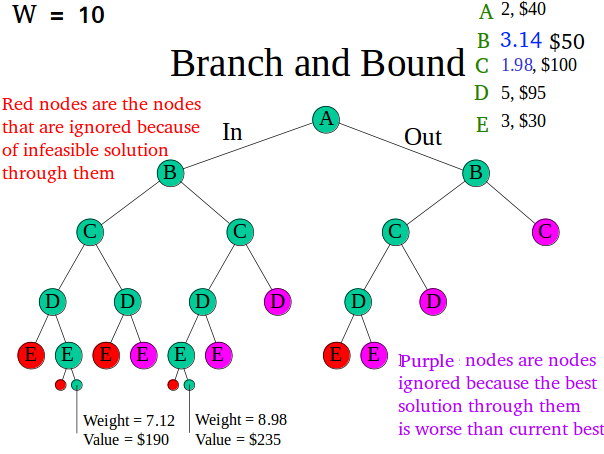 W = 10
A 2, $40
B 3.14 $50
C 1.98, $100
D 5, $95
E 3, $30
Branch and Bound
Red nodes are the nodes
that are ignored because
of infeasible solution
through them
In
Out
A
B
B
C
C
C
C
D
D
D
D
D
D
E
E
E
E
E
E
E
E
Weight = 7.12
Value = $190
Weight = 8.98
Value = $235
Purple nodes are nodes
ignored because the best
solution through them
is worse than current best